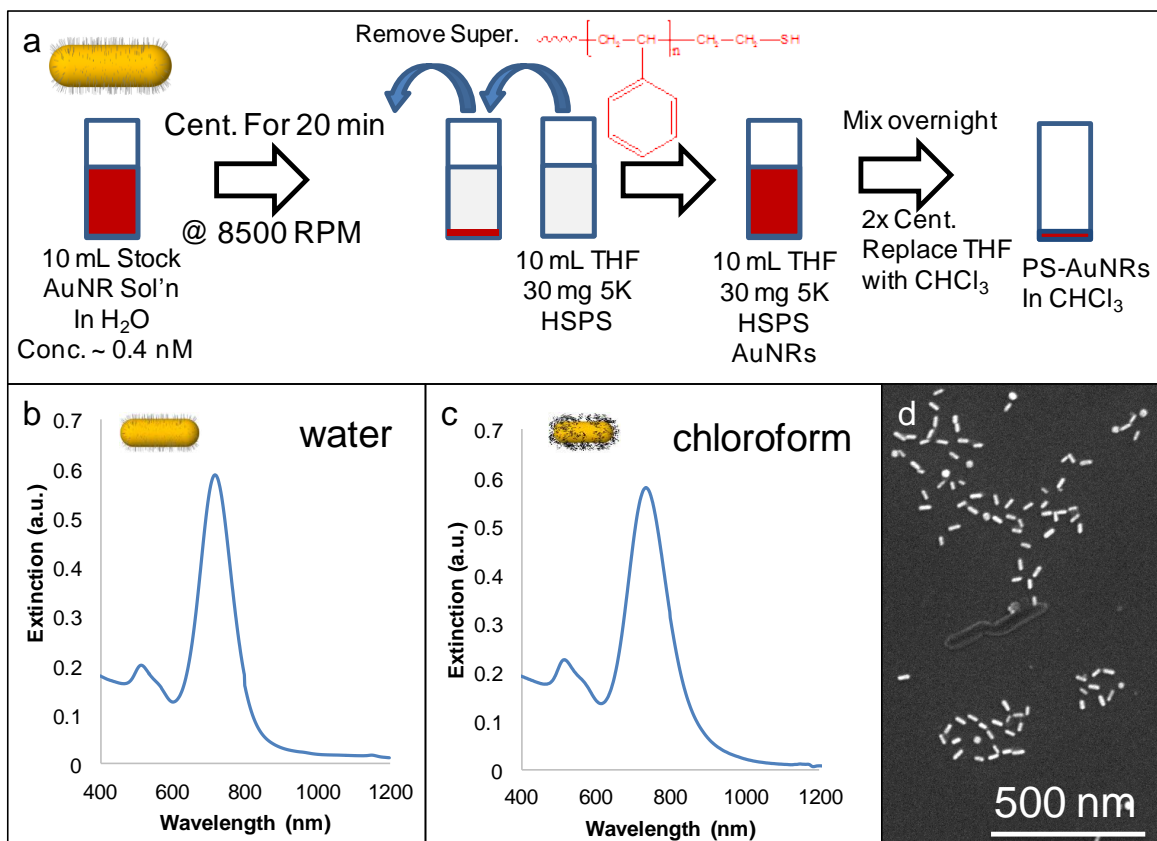 a
Remove Super.
CH₂
CH
n
CH₂
CH₂
SH
Cent. For 20 min
@ 8500 RPM
Mix overnight
2x Cent.
Replace THF
with CHCl₃
10 mL Stock
AuNR Sol'n
In H₂O
Conc. ~ 0.4 nM
10 mL THF
30 mg 5K
HSPS
10 mL THF
30 mg 5K
HSPS
AuNRs
PS-AuNRs
In CHCl₃
b
water
Extinction (a.u.)
0.7
0.6
0.5
0.4
0.3
0.2
0.1
0
400
600
800
1000
1200
Wavelength (nm)
c
chloroform
Extinction (a.u.)
0.7
0.6
0.5
0.4
0.3
0.2
0.1
0
400
600
800
1000
1200
Wavelength (nm)
d
500 nm